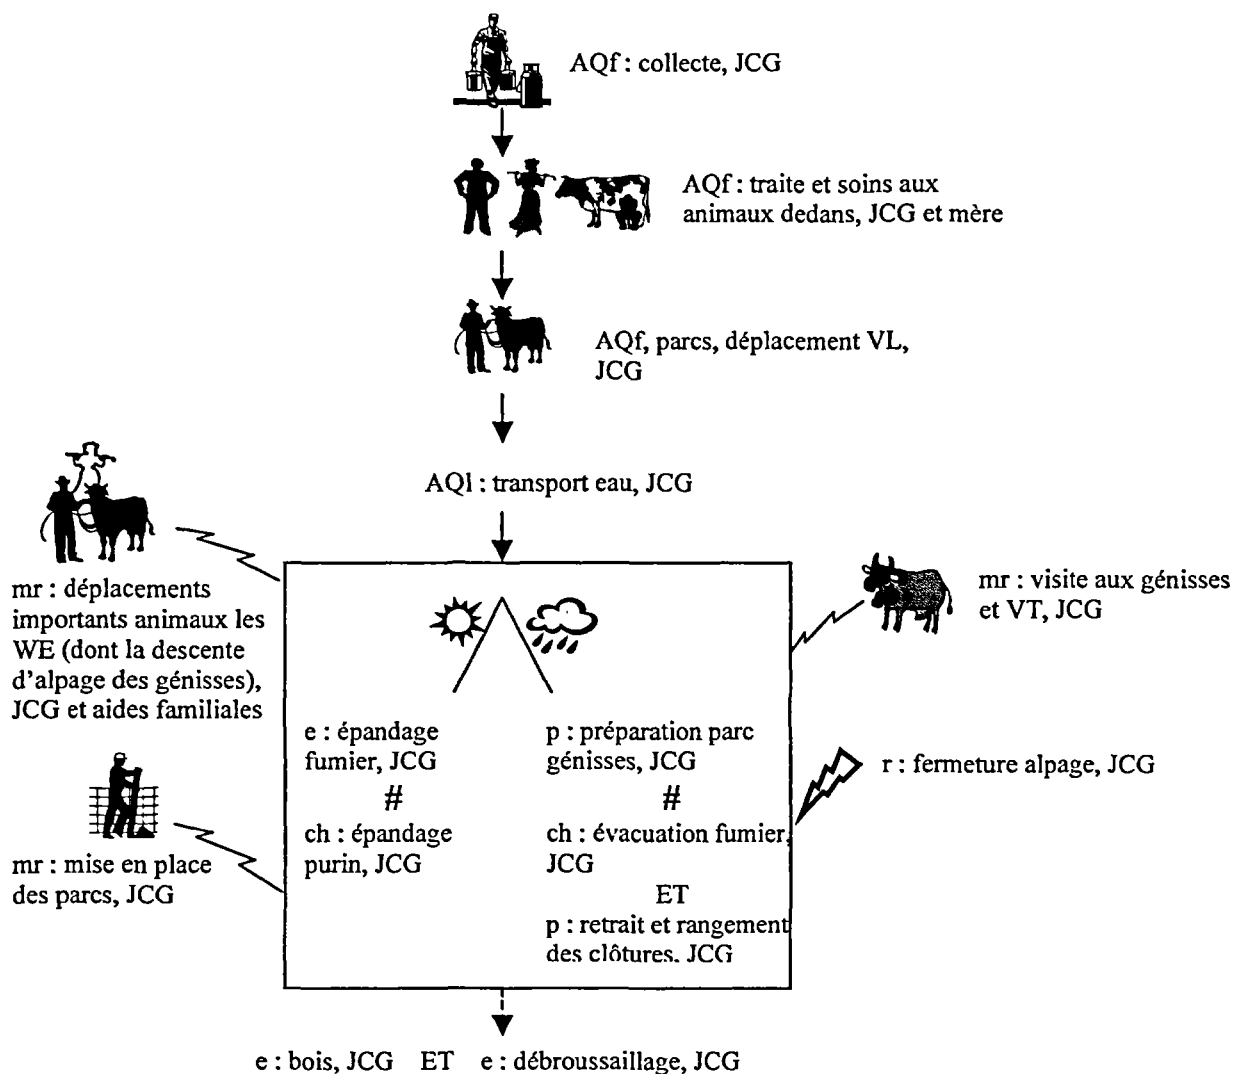 AQf : collecte, JCG
AQf : traite et soins aux
animaux dedans, JCG et mère
AQf, parcs, déplacement VL,
JCG
AQl : transport eau, JCG
mr : déplacements
importants animaux les
WE (dont la descente
d'alpage des génisses),
JCG et aides familiales
mr : visite aux génisses
et VT, JCG
e : épandage
fumier, JCG
#
ch : épandage
purin, JCG
p : préparation parc
génisses, JCG
#
ch : évacuation fumier,
JCG
ET
p : retrait et rangement
des clôtures. JCG
r : fermeture alpage, JCG
mr : mise en place
des parcs, JCG
e : bois, JCG ET e : débroussaillage, JCG